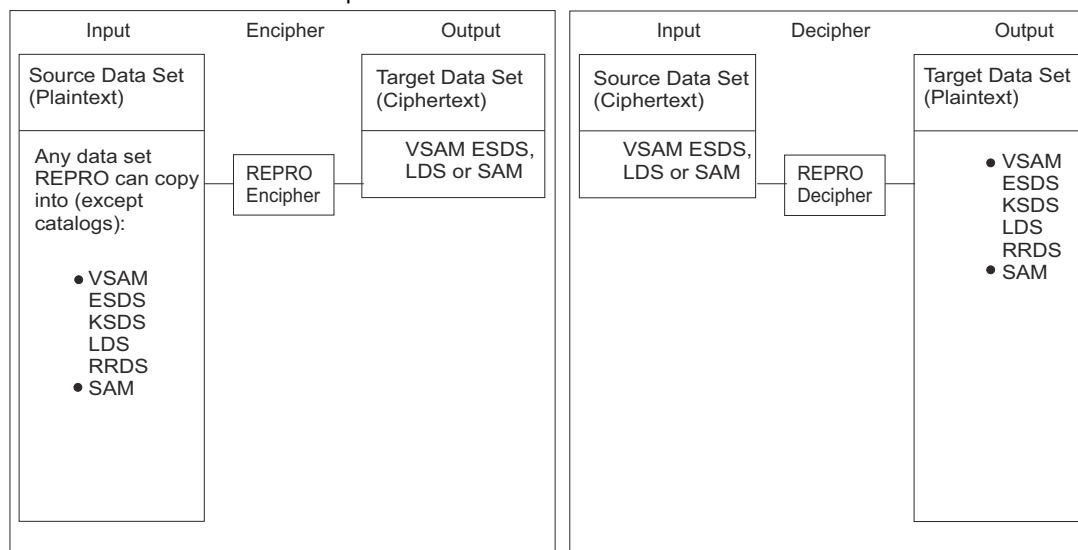 Input Encipher Output
Source Data Set
(Plaintext)
Any data set
REPRO can copy
into (except
catalogs):
● VSAM
ESDS
KSDS
LDS
RRDS
● SAM
REPRO
Encipher
Target Data Set
(Ciphertext)
VSAM ESDS,
LDS or SAM
Input Decipher Output
Source Data Set
(Ciphertext)
VSAM ESDS,
LDS or SAM
REPRO
Decipher
Target Data Set
(Plaintext)
● VSAM
ESDS
KSDS
LDS
RRDS
● SAM